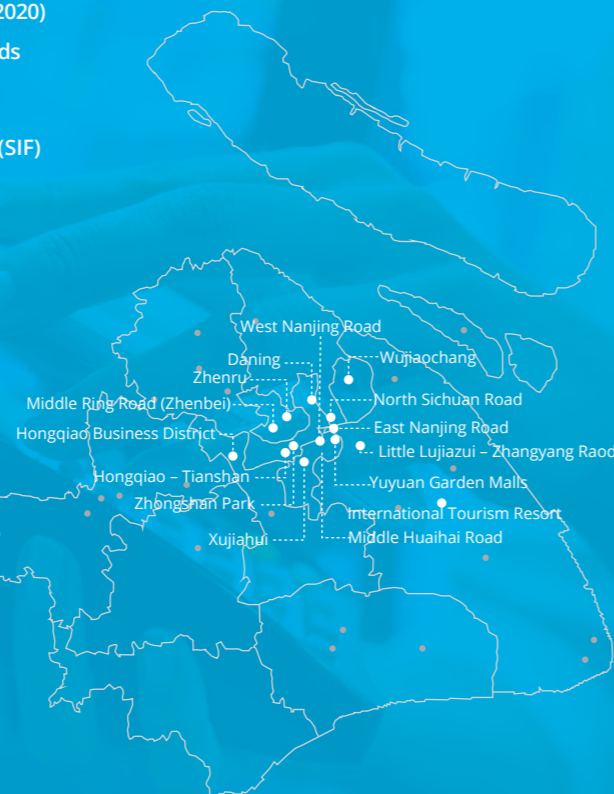 2020)
ds
(SIF)
West Nanjing Road
Daning
Wujiaochang
Zhenru
Middle Ring Road (Zhenbei)
North Sichuan Road
Hongqiao Business District
East Nanjing Road
Little Lujiazui – Zhangyang Raod
Hongqiao – Tianshan
Yuyuan Garden Malls
Zhongshan Park
International Tourism Resort
Xujiahui
Middle Huaihai Road